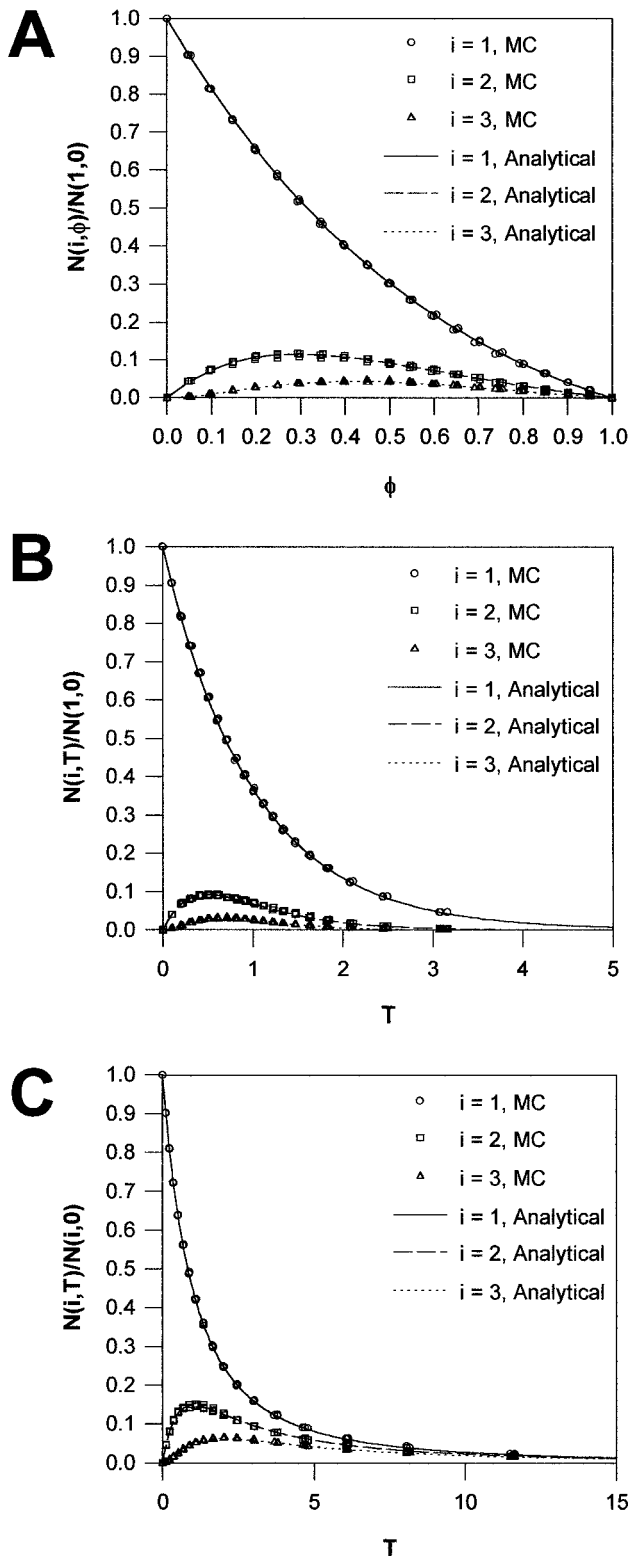 A
N(i,ϕ)/N(1,0)
1.0
0.9
0.8
0.7
0.6
0.5
0.4
0.3
0.2
0.1
0.0
i = 1, MC
i = 2, MC
i = 3, MC
i = 1, Analytical
i = 2, Analytical
i = 3, Analytical
0.0 0.1 0.2 0.3 0.4 0.5 0.6 0.7 0.8 0.9 1.0
ϕ
B
N(i,T)/N(1,0)
1.0
0.9
0.8
0.7
0.6
0.5
0.4
0.3
0.2
0.1
0.0
i = 1, MC
i = 2, MC
i = 3, MC
i = 1, Analytical
i = 2, Analytical
i = 3, Analytical
0 1 2 3 4 5
T
C
N(i,T)/N(i,0)
1.0
0.9
0.8
0.7
0.6
0.5
0.4
0.3
0.2
0.1
0.0
i = 1, MC
i = 2, MC
i = 3, MC
i = 1, Analytical
i = 2, Analytical
i = 3, Analytical
0 5 10 15
T